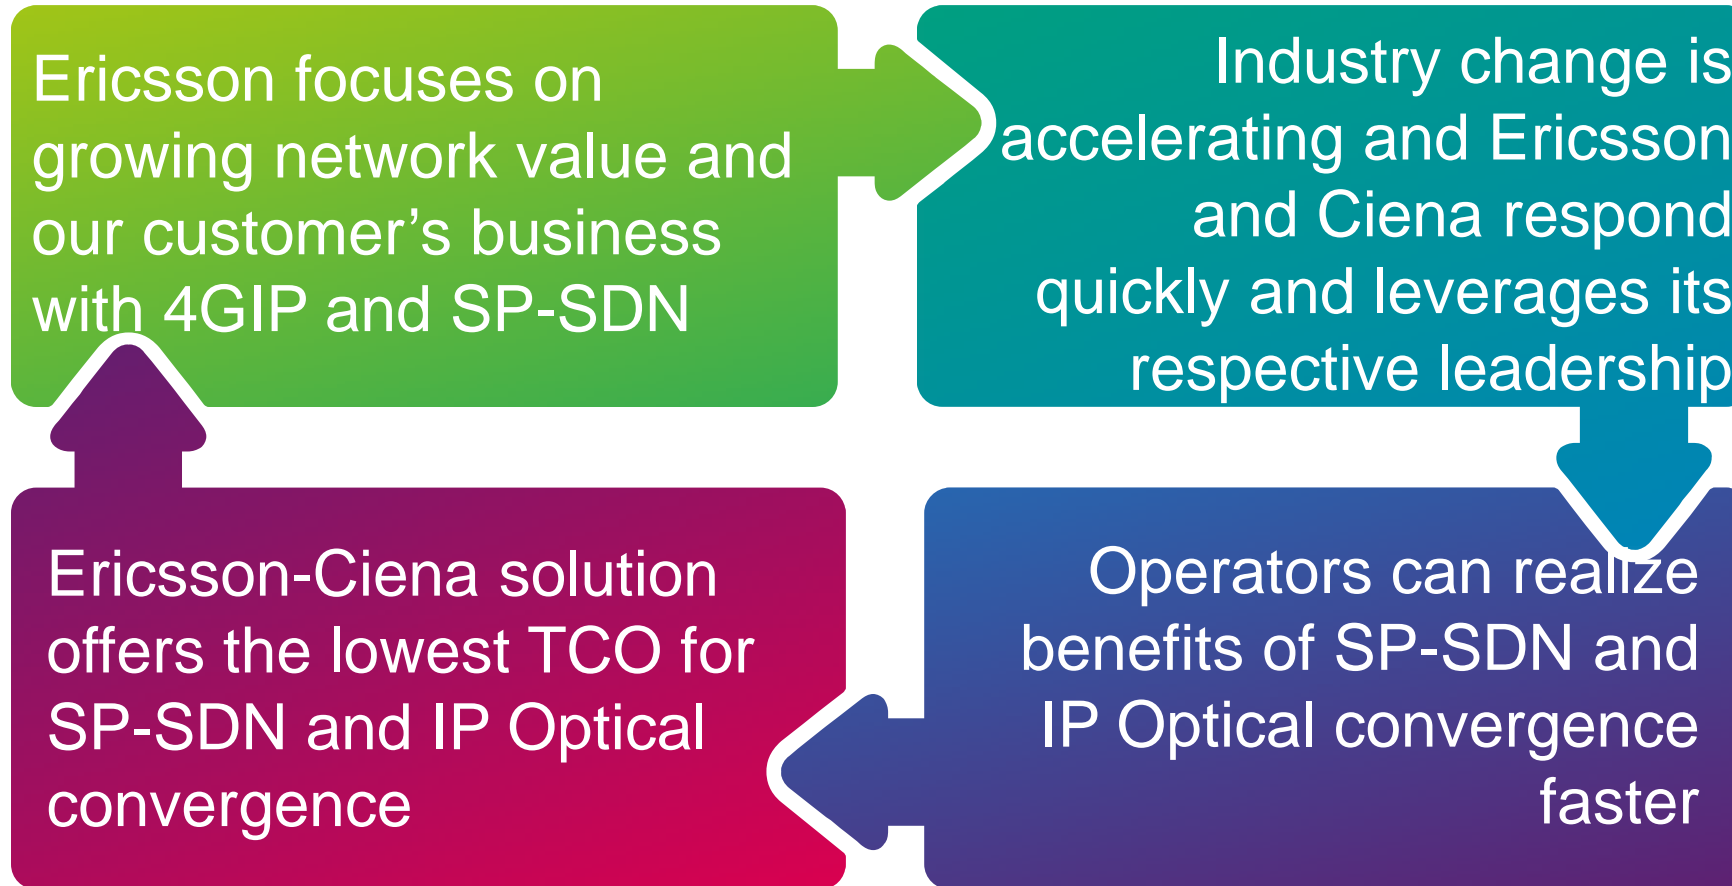 Ericsson focuses on
growing network value and
our customer’s business
with 4GIP and SP-SDN
Industry change is
accelerating and Ericsson
and Ciena respond
quickly and leverages its
respective leadership
Operators can realize
benefits of SP-SDN and
IP Optical convergence
faster
Ericsson-Ciena solution
offers the lowest TCO for
SP-SDN and IP Optical
convergence